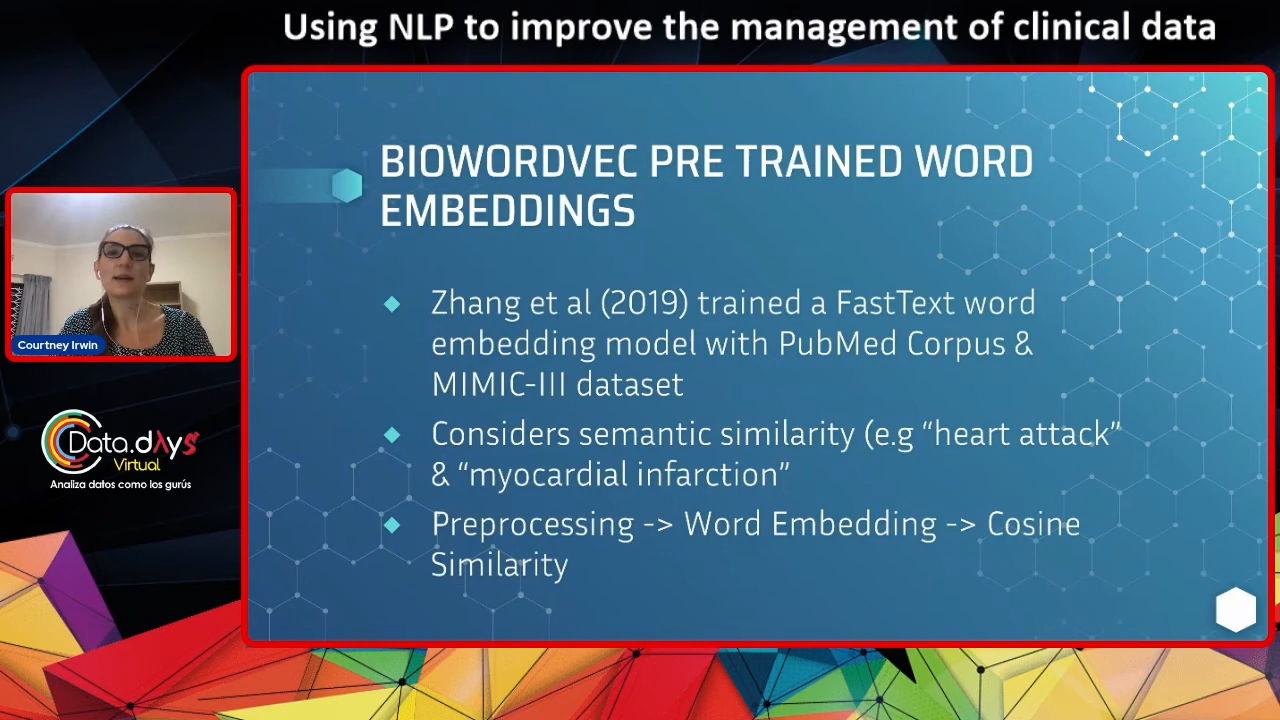 Using NLP to improve the management of clinical data
BIOWORDVEC PRE TRAINED WORD
EMBEDDINGS
Zhang et al (2019) trained a FastText word
embedding model with PubMed Corpus &
MIMIC-III dataset
Considers semantic similarity (e.g “heart attack”
& “myocardial infarction”
Preprocessing -> Word Embedding -> Cosine
Similarity
Courtney Irwin
Data.dAys
Virtual
Analiza datos como los gurús